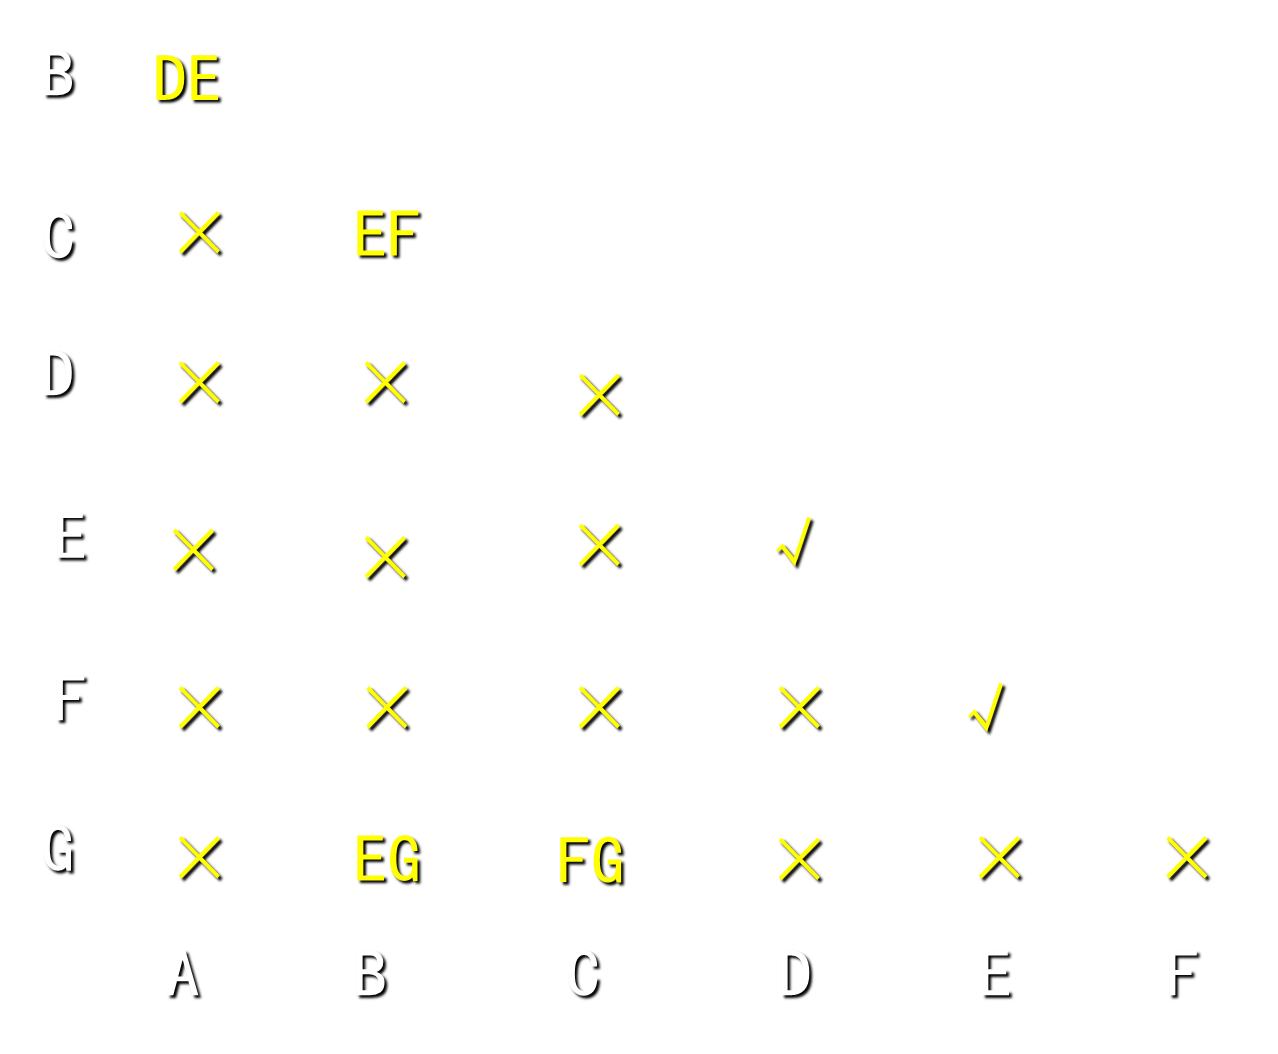 B DE
C × EF
D × × ×
E × × × √
F × × × × √
G × EG FG × × ×
A B C D E F